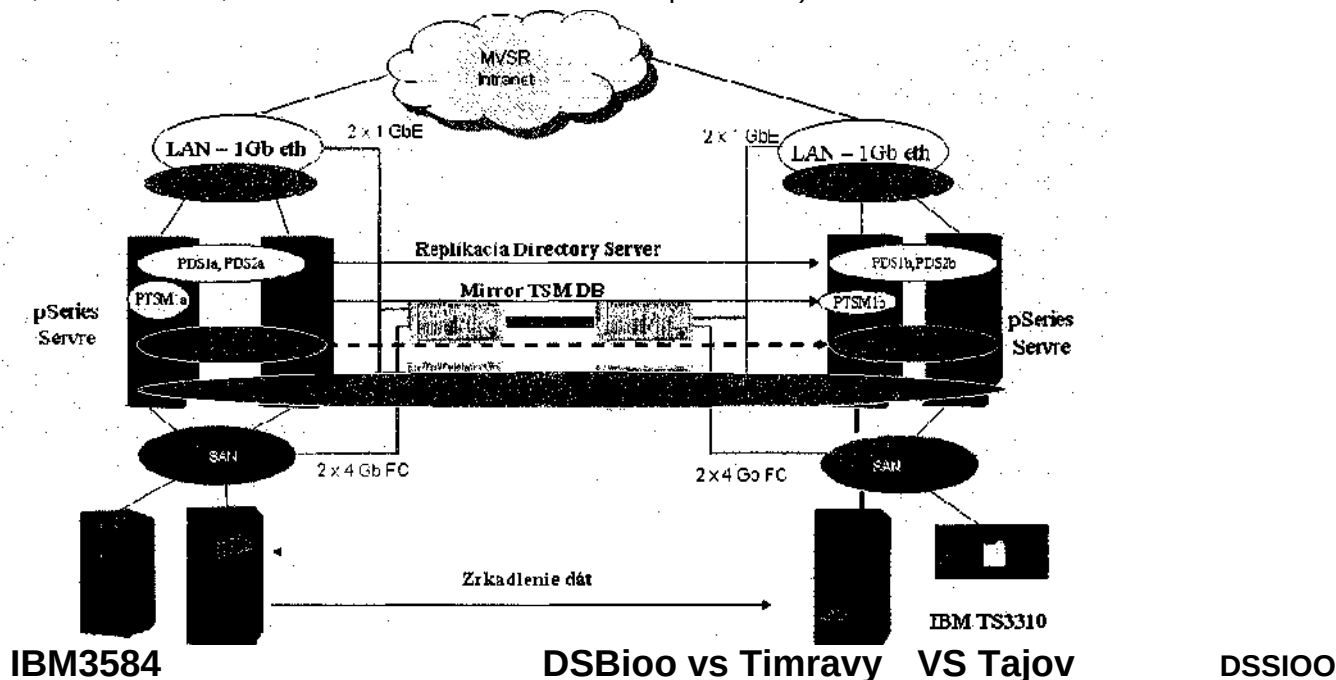 MVSR
Intranet
2 x 1 GbE
2 x 1 GbE
LAN – 1Gb eth
LAN – 1Gb eth
Replikacia Directory Server
PDS1a, PDS2a
PDS1b, PDS2b
Mirror TSM DB
PTSM1a
PTSM1b
pSeries
Servre
pSeries
Servre
SAN
SAN
2 x 4 Gb FC
2 x 4 Gb FC
Zrkadlenie dát
IBM TS3310
IBM3584 DSBioo vs Timravy VS Tajov DSSIOO